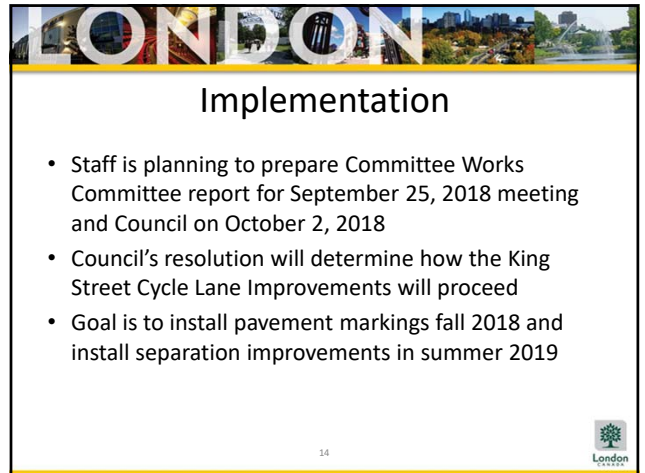 LONDON
Implementation
• Staff is planning to prepare Committee Works
Committee report for September 25, 2018 meeting
and Council on October 2, 2018
• Council's resolution will determine how the King
Street Cycle Lane Improvements will proceed
• Goal is to install pavement markings fall 2018 and
install separation improvements in summer 2019
14
London
CANADA